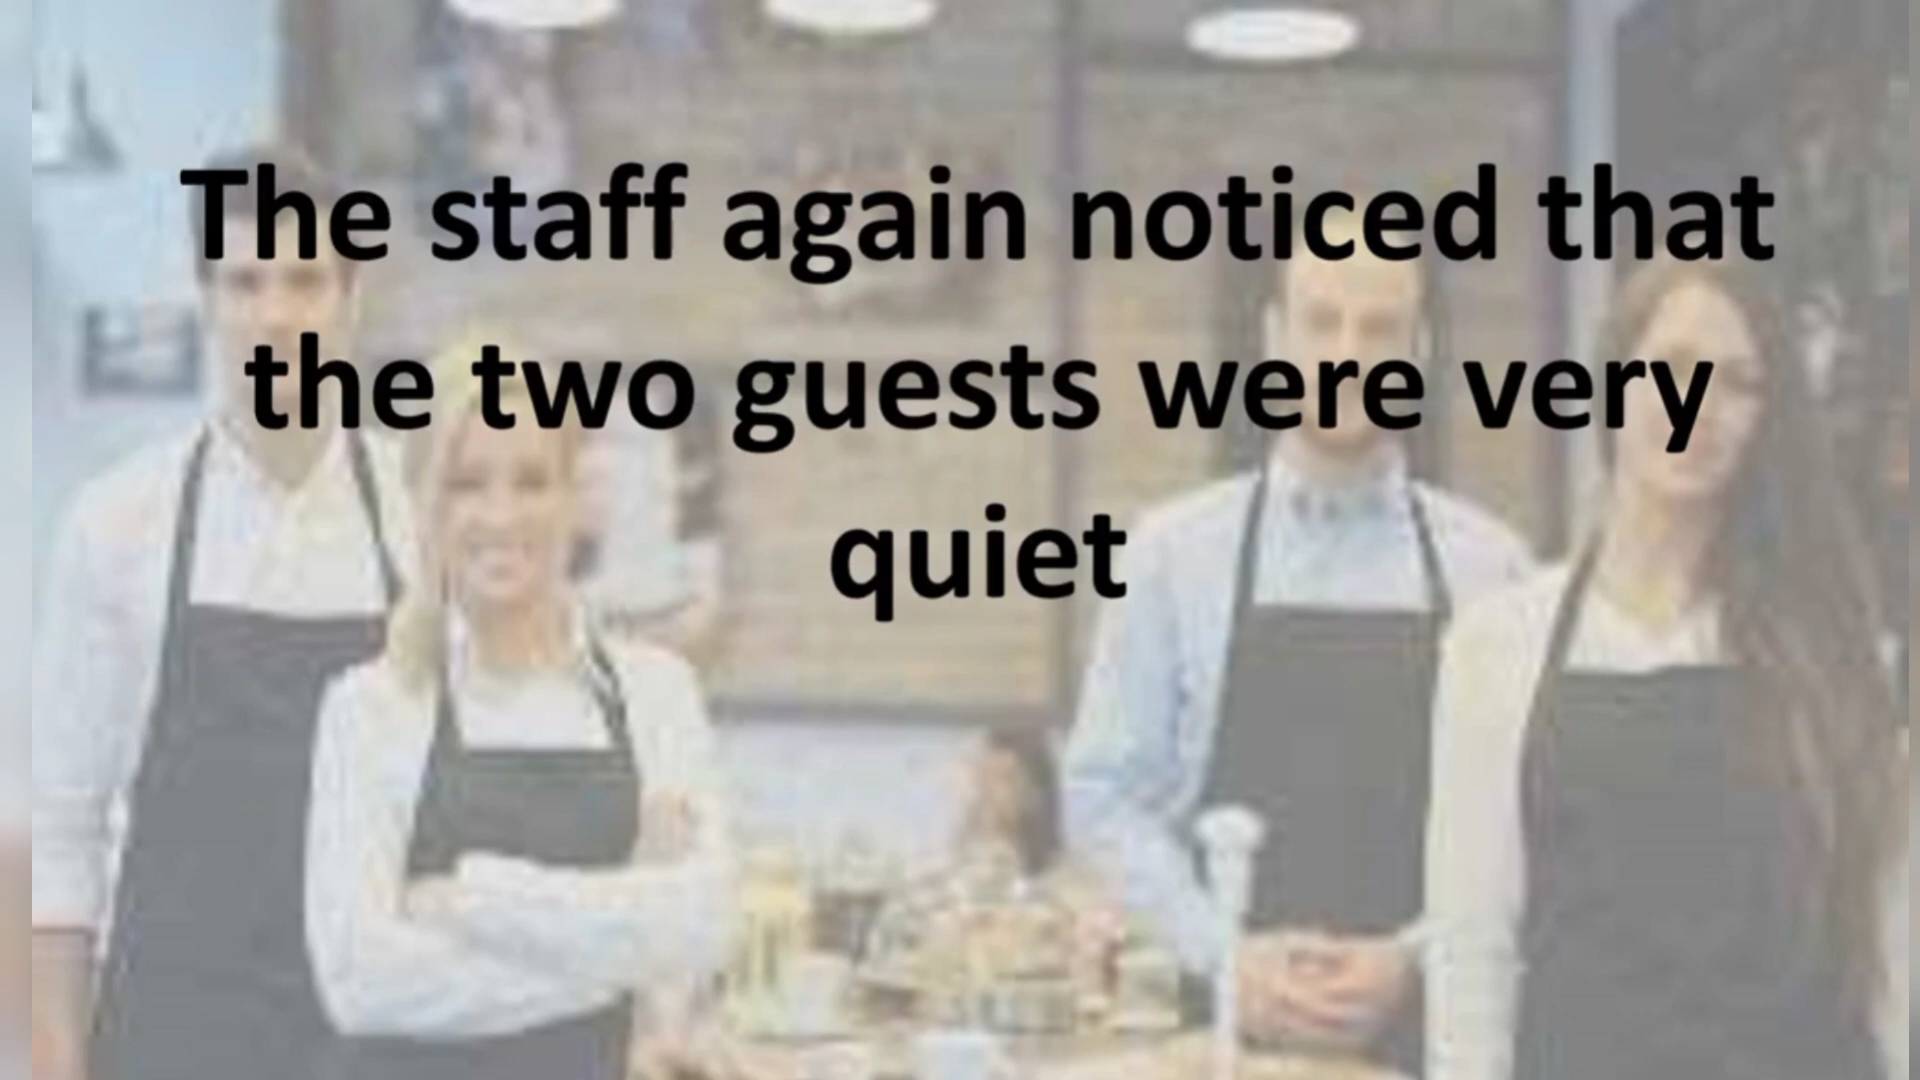 The staff again noticed that
the two guests were very
quiet